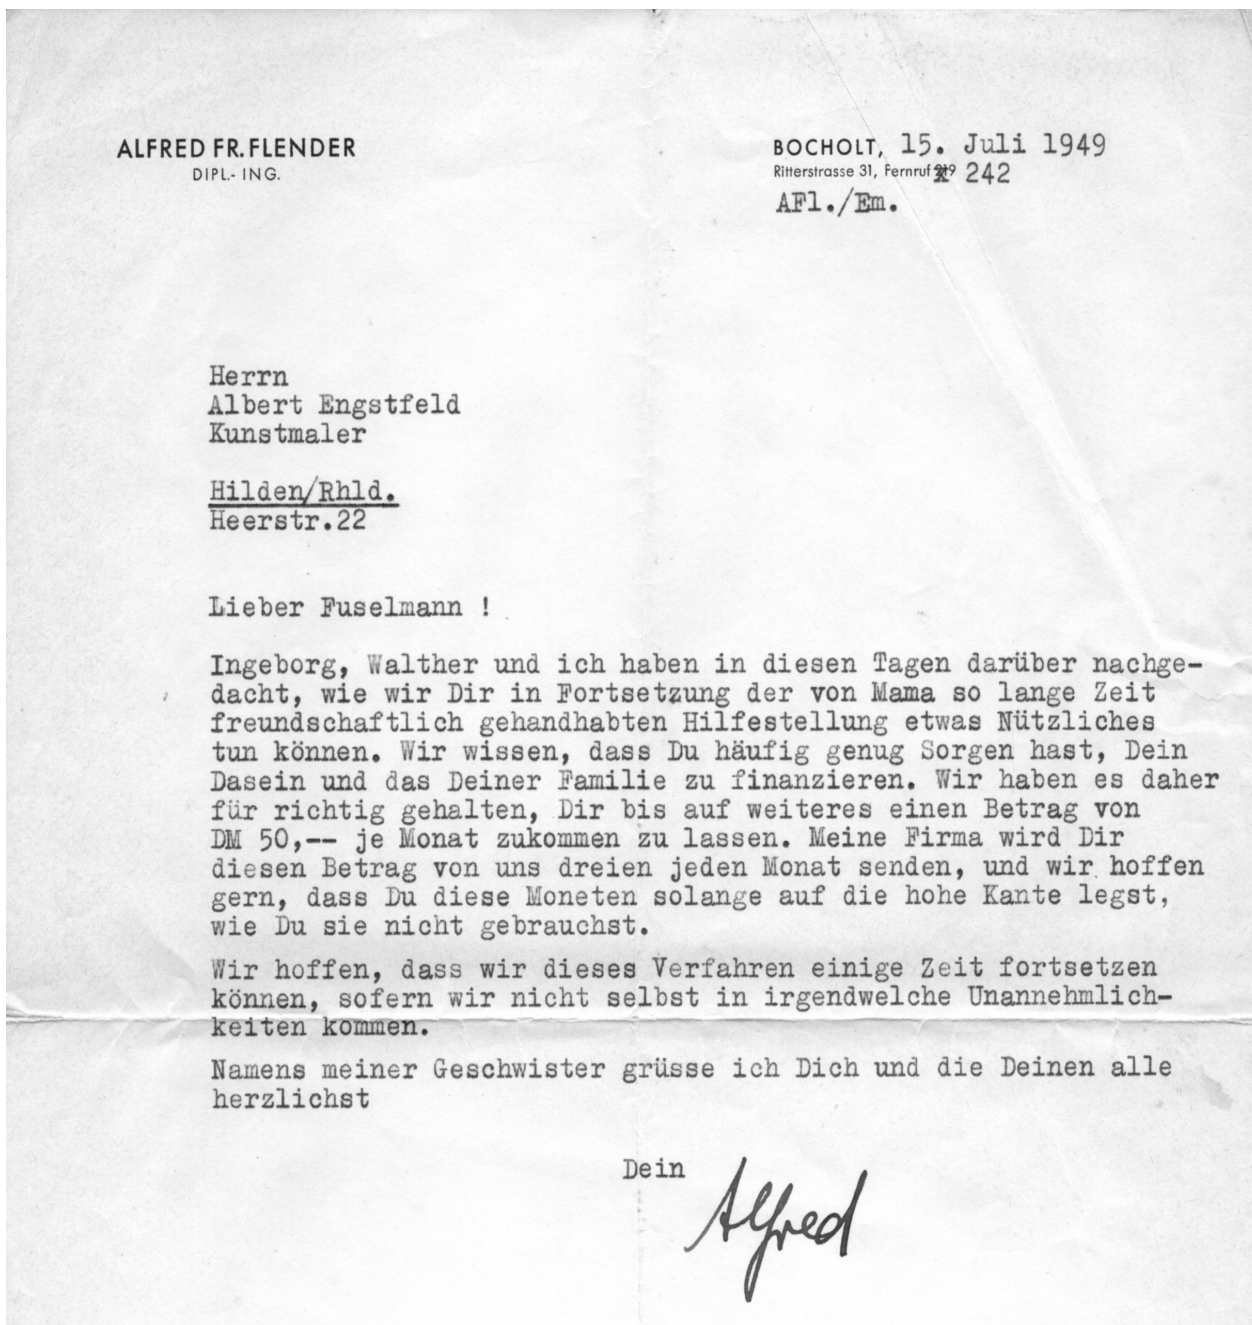 ALFRED FR. FLENDER
DIPL.- ING.
BOCHOLT, 15. Juli 1949
Ritterstrasse 31, Fernruf 242
AFl./Em.
Herrn
Albert Engstfeld
Kunstmaler
Hilden/Rhld.
Heerstr.22
Lieber Fuselmann !
Ingeborg, Walther und ich haben in diesen Tagen darüber nachge-
dacht, wie wir Dir in Fortsetzung der von Mama so lange Zeit
freundschaftlich gehandhabten Hilfestellung etwas Nützliches
tun können. Wir wissen, dass Du häufig genug Sorgen hast, Dein
Dasein und das Deiner Familie zu finanzieren. Wir haben es daher
für richtig gehalten, Dir bis auf weiteres einen Betrag von
DM 50,-- je Monat zukommen zu lassen. Meine Firma wird Dir
diesen Betrag von uns dreien jeden Monat senden, und wir hoffen
gern, dass Du diese Moneten solange auf die hohe Kante legst,
wie Du sie nicht gebrauchst.
Wir hoffen, dass wir dieses Verfahren einige Zeit fortsetzen
können, sofern wir nicht selbst in irgendwelche Unannehmlich-
keiten kommen.
Namens meiner Geschwister grüsse ich Dich und die Deinen alle
herzlichst
Dein
Alfred